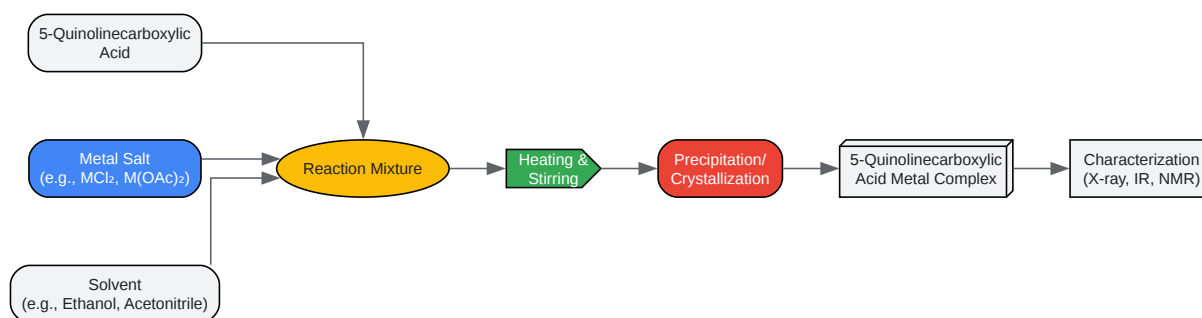 5-Quinolinecarboxylic
Acid
Metal Salt
(e.g., MCl₂, M(OAc)₂)
Solvent
(e.g., Ethanol, Acetonitrile)
Reaction Mixture
Heating &
Stirring
Precipitation/
Crystallization
5-Quinolinecarboxylic
Acid Metal Complex
Characterization
(X-ray, IR, NMR)